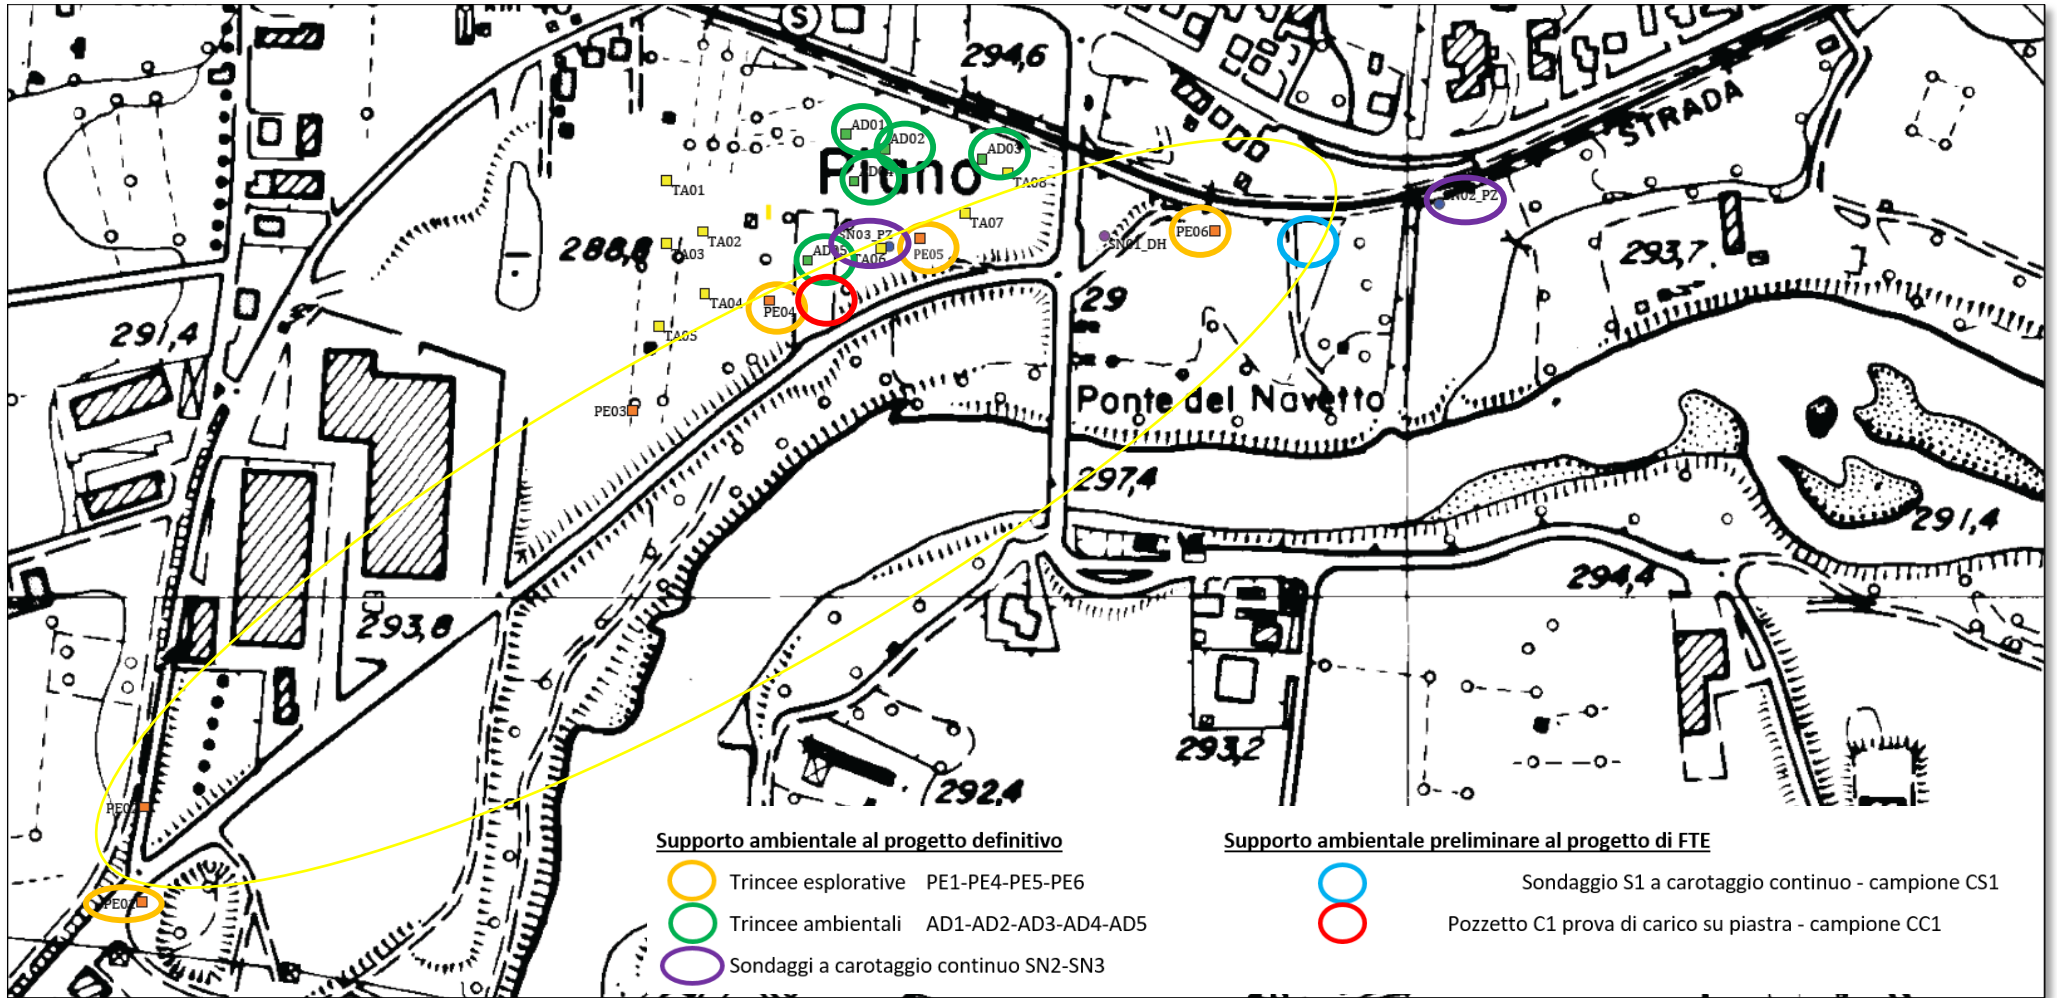 S
294,6
STRADA
AD01
AD02
AD03
AD04
Piano
TA08
TA01
SN02_PZ
TA07
TA02
SN03_PZ
PE06
SN01_DH
288,8
TA03
AD05
TA06
PE05
293,7
TA04
PE04
29
291,4
TA05
PE03
Ponte del Navetto
297,4
291,4
294,4
293,8
293,2
292,4
PE02
Supporto ambientale al progetto definitivo
Trincee esplorative PE1-PE4-PE5-PE6
Trincee ambientali AD1-AD2-AD3-AD4-AD5
Sondaggi a carotaggio continuo SN2-SN3
Supporto ambientale preliminare al progetto di FTE
Sondaggio S1 a carotaggio continuo - campione CS1
Pozzetto C1 prova di carico su piastra - campione CC1